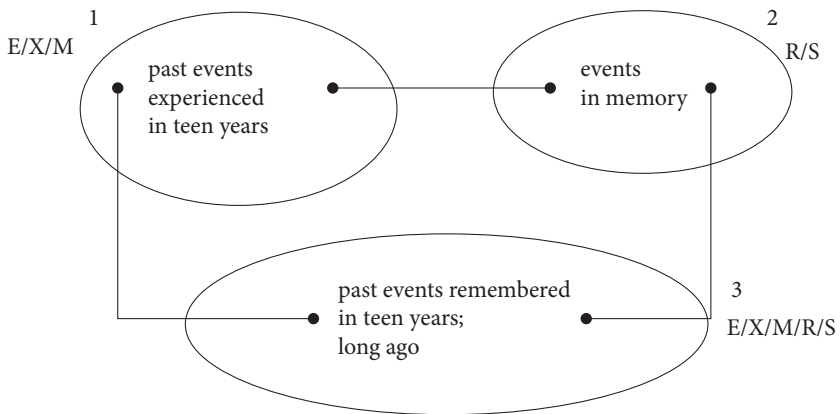 1
E/X/M
past events
experienced
in teen years
2
R/S
events
in memory
3
E/X/M/R/S
past events remembered
in teen years;
long ago